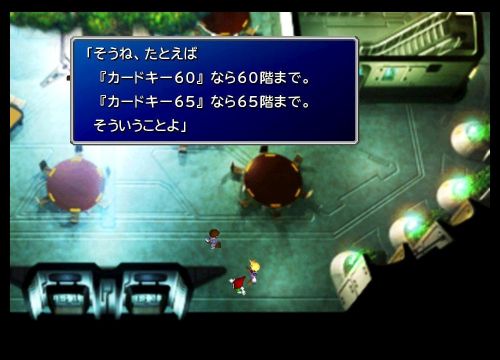 「そうね、たとえば
『カードキー６０』なら６０階まで。
『カードキー６５』なら６５階まで。
そういうことよ」